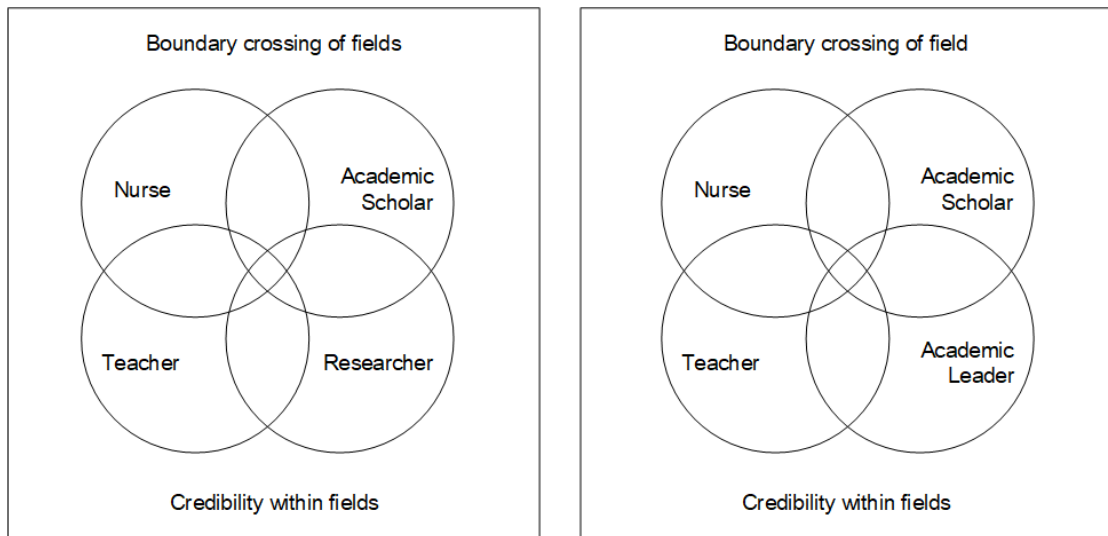 Boundary crossing of fields
Nurse
Academic
Scholar
Teacher
Researcher
Credibility within fields
Boundary crossing of field
Nurse
Academic
Scholar
Teacher
Academic
Leader
Credibility within fields